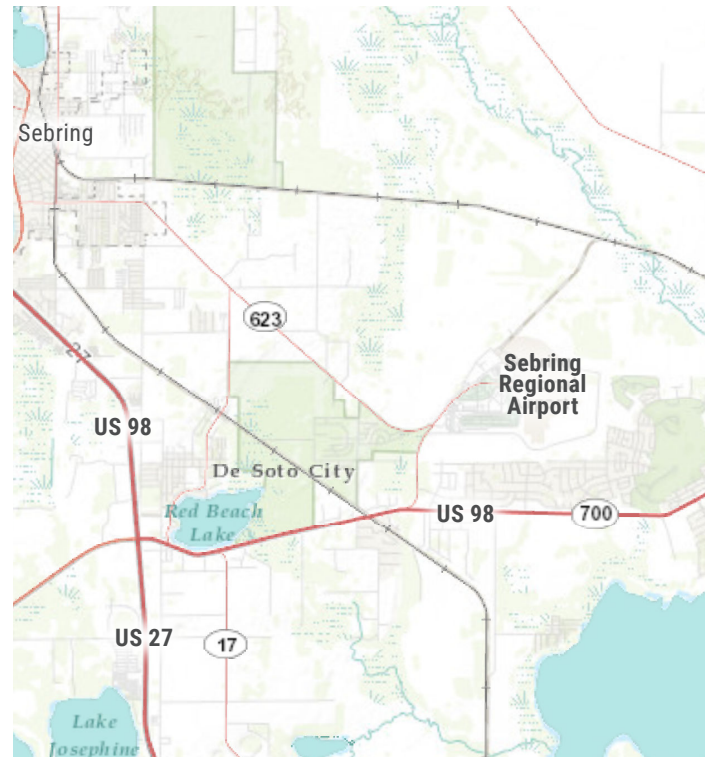 Sebring
623
27
Sebring
Regional
Airport
US 98
De Soto City
Red Beach
Lake
US 98
700
US 27
17
Lake
Josephine